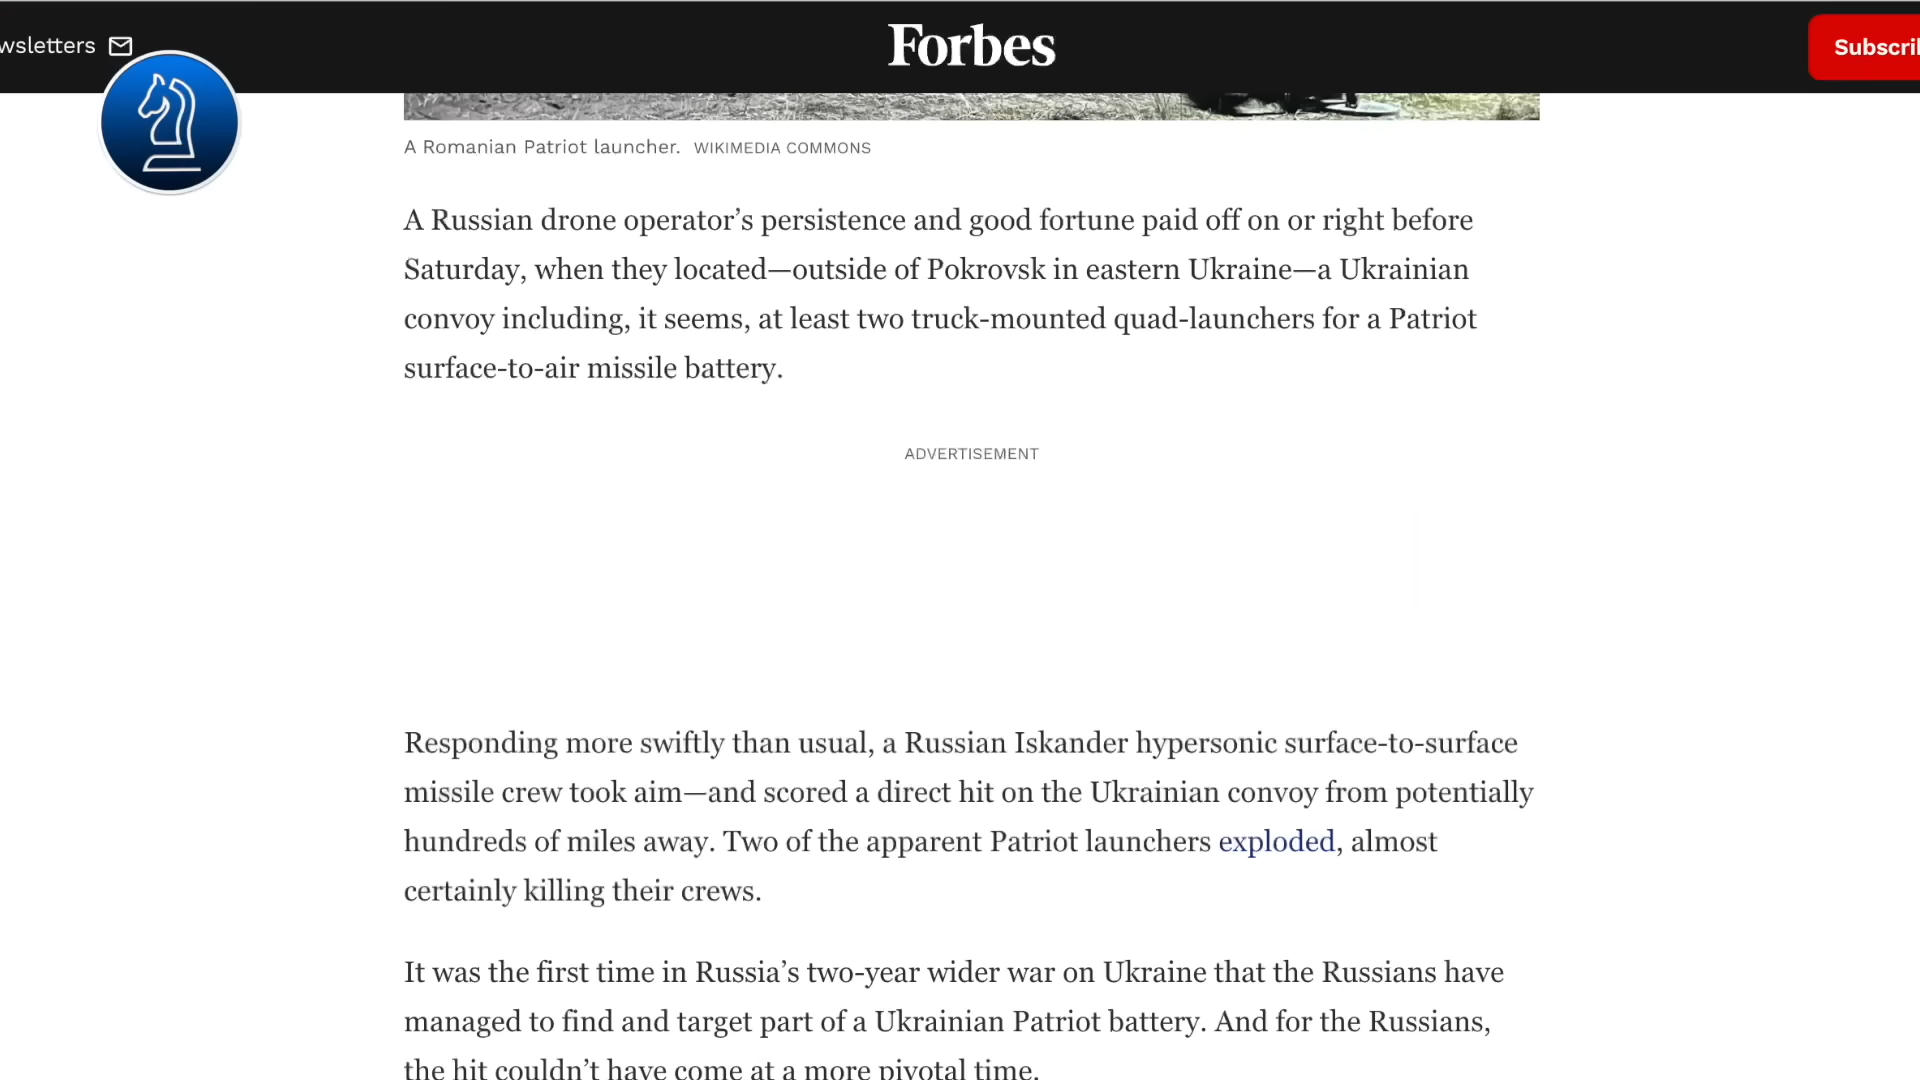 wsletters
Forbes
Subscri
A Romanian Patriot launcher. WIKIMEDIA COMMONS
A Russian drone operator’s persistence and good fortune paid off on or right before
Saturday, when they located—outside of Pokrovsk in eastern Ukraine—a Ukrainian
convoy including, it seems, at least two truck-mounted quad-launchers for a Patriot
surface-to-air missile battery.
ADVERTISEMENT
Responding more swiftly than usual, a Russian Iskander hypersonic surface-to-surface
missile crew took aim—and scored a direct hit on the Ukrainian convoy from potentially
hundreds of miles away. Two of the apparent Patriot launchers exploded, almost
certainly killing their crews.
It was the first time in Russia’s two-year wider war on Ukraine that the Russians have
managed to find and target part of a Ukrainian Patriot battery. And for the Russians,
the hit couldn’t have come at a more pivotal time.